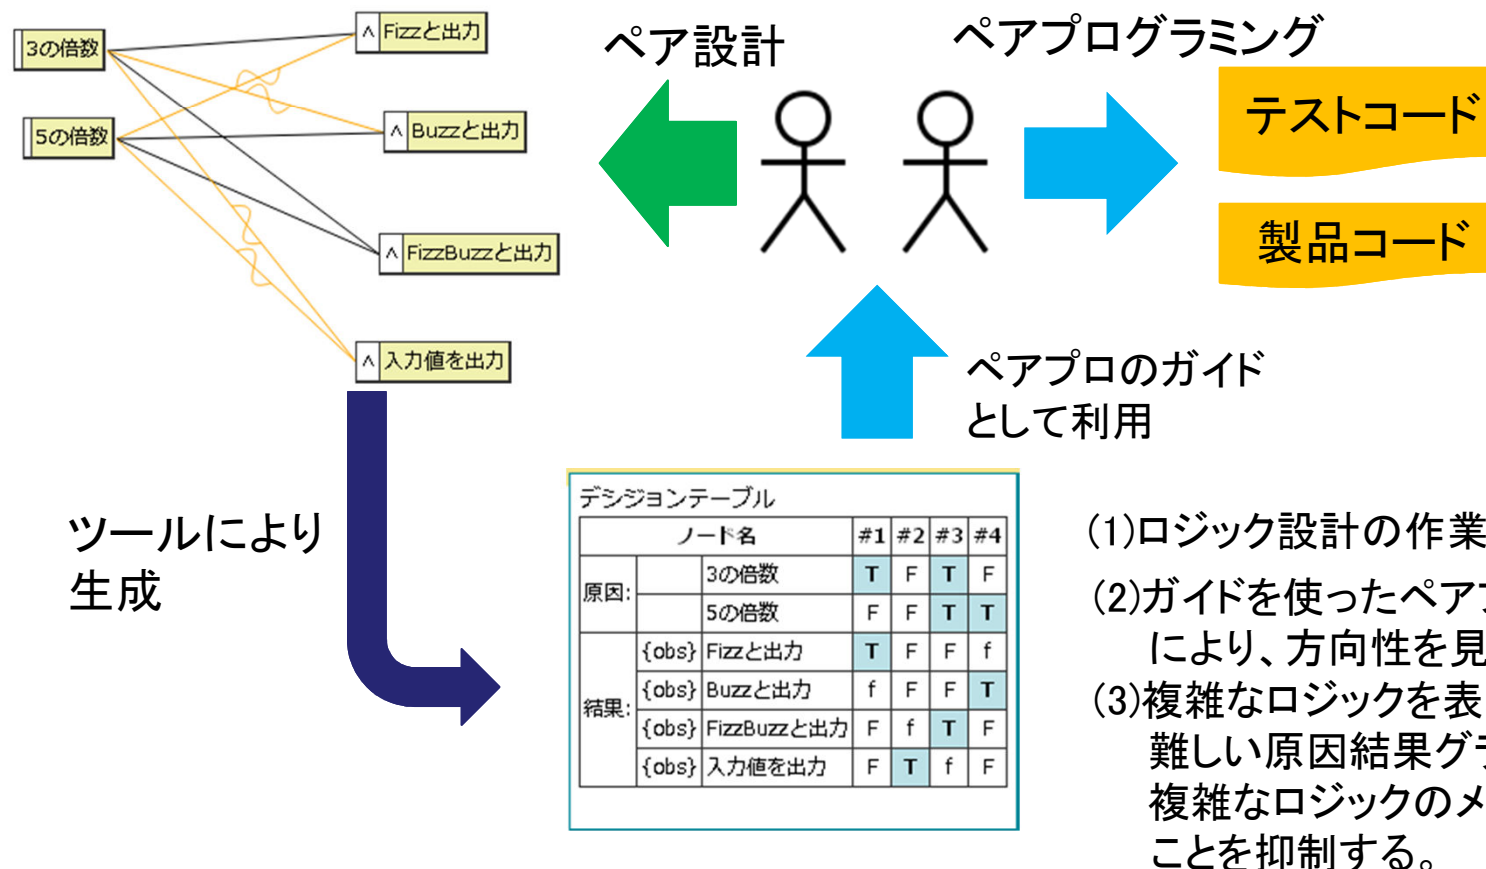 3の倍数
5の倍数
∧ Fizzと出力
∧ Buzzと出力
∧ FizzBuzzと出力
∧ 入力値を出力
ペア設計
ペアプログラミング
テストコード
製品コード
ペアプロのガイド
として利用
ツールにより
生成
デシジョンテーブル
ノード名 #1 #2 #3 #4
原因: 3の倍数 T F T F
5の倍数 F F T T
結果: {obs} Fizzと出力 T F F f
{obs} Buzzと出力 f F F T
{obs} FizzBuzzと出力 F f T F
{obs} 入力値を出力 F T f F
(1)ロジック設計の作業
(2)ガイドを使ったペア
により、方向性を見
(3)複雑なロジックを表
難しい原因結果グラ
複雑なロジックのメ
ことを抑制する。